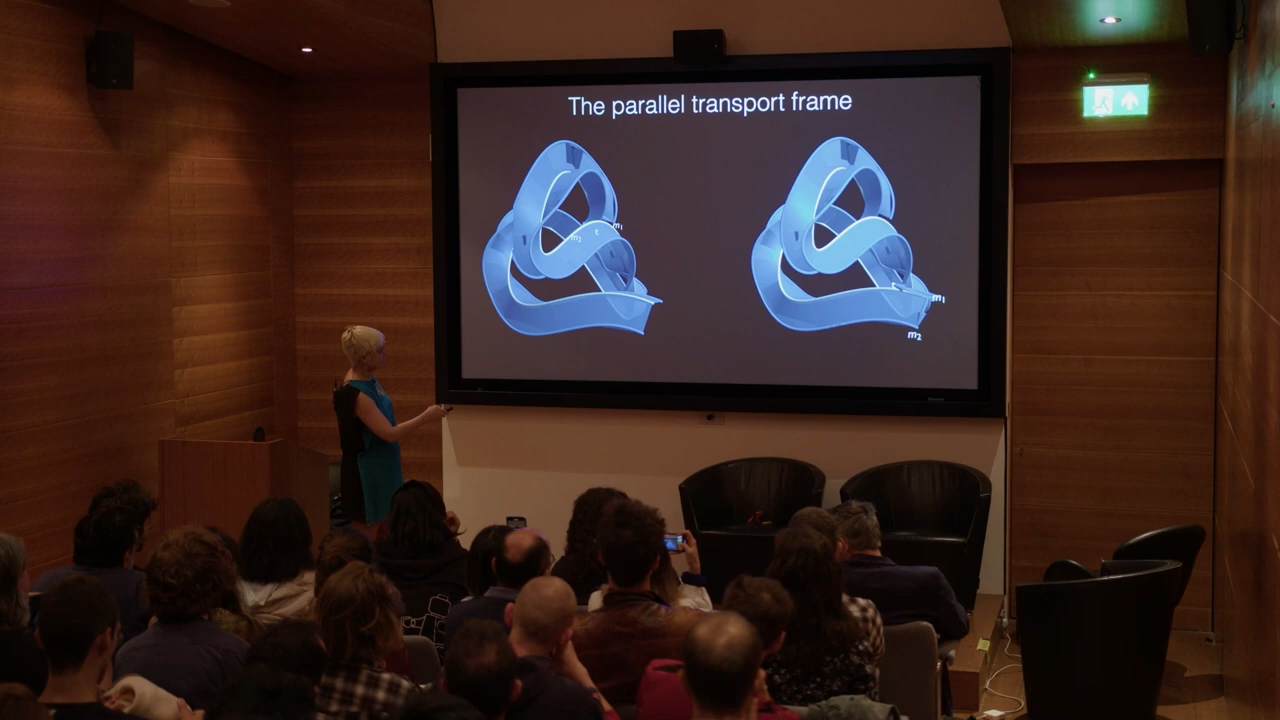 The parallel transport frame
m₁
m₂
m₁
m₂